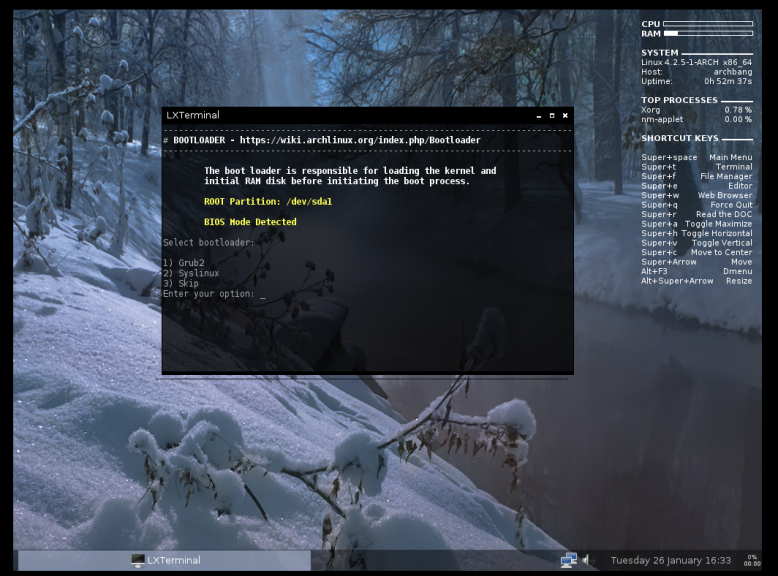 CPU
RAM
SYSTEM
Linux 4.2.5-1-ARCH x86_64
Host: archbang
Uptime: 0h 52m 37s
TOP PROCESSES
Xorg 0.78 %
nm-applet 0.00 %
SHORTCUT KEYS
Super+space Main Menu
Super+t Terminal
Super+f File Manager
Super+e Editor
Super+w Web Browser
Super+q Force Quit
Super+r Read the DOC
Super+a Toggle Maximize
Super+h Toggle Horizontal
Super+v Toggle Vertical
Super+c Move to Center
Super+Arrow Move
Alt+F3 Dmenu
Alt+Super+Arrow Resize
LXTerminal
--------------------------------------------------------------------------------
# BOOTLOADER - https://wiki.archlinux.org/index.php/Bootloader
--------------------------------------------------------------------------------
The boot loader is responsible for loading the kernel and
initial RAM disk before initiating the boot process.
ROOT Partition: /dev/sda1
BIOS Mode Detected
Select bootloader:
1) Grub2
2) Syslinux
3) Skip
Enter your option: _
LXTerminal
Tuesday 26 January 16:33
0%
00:00